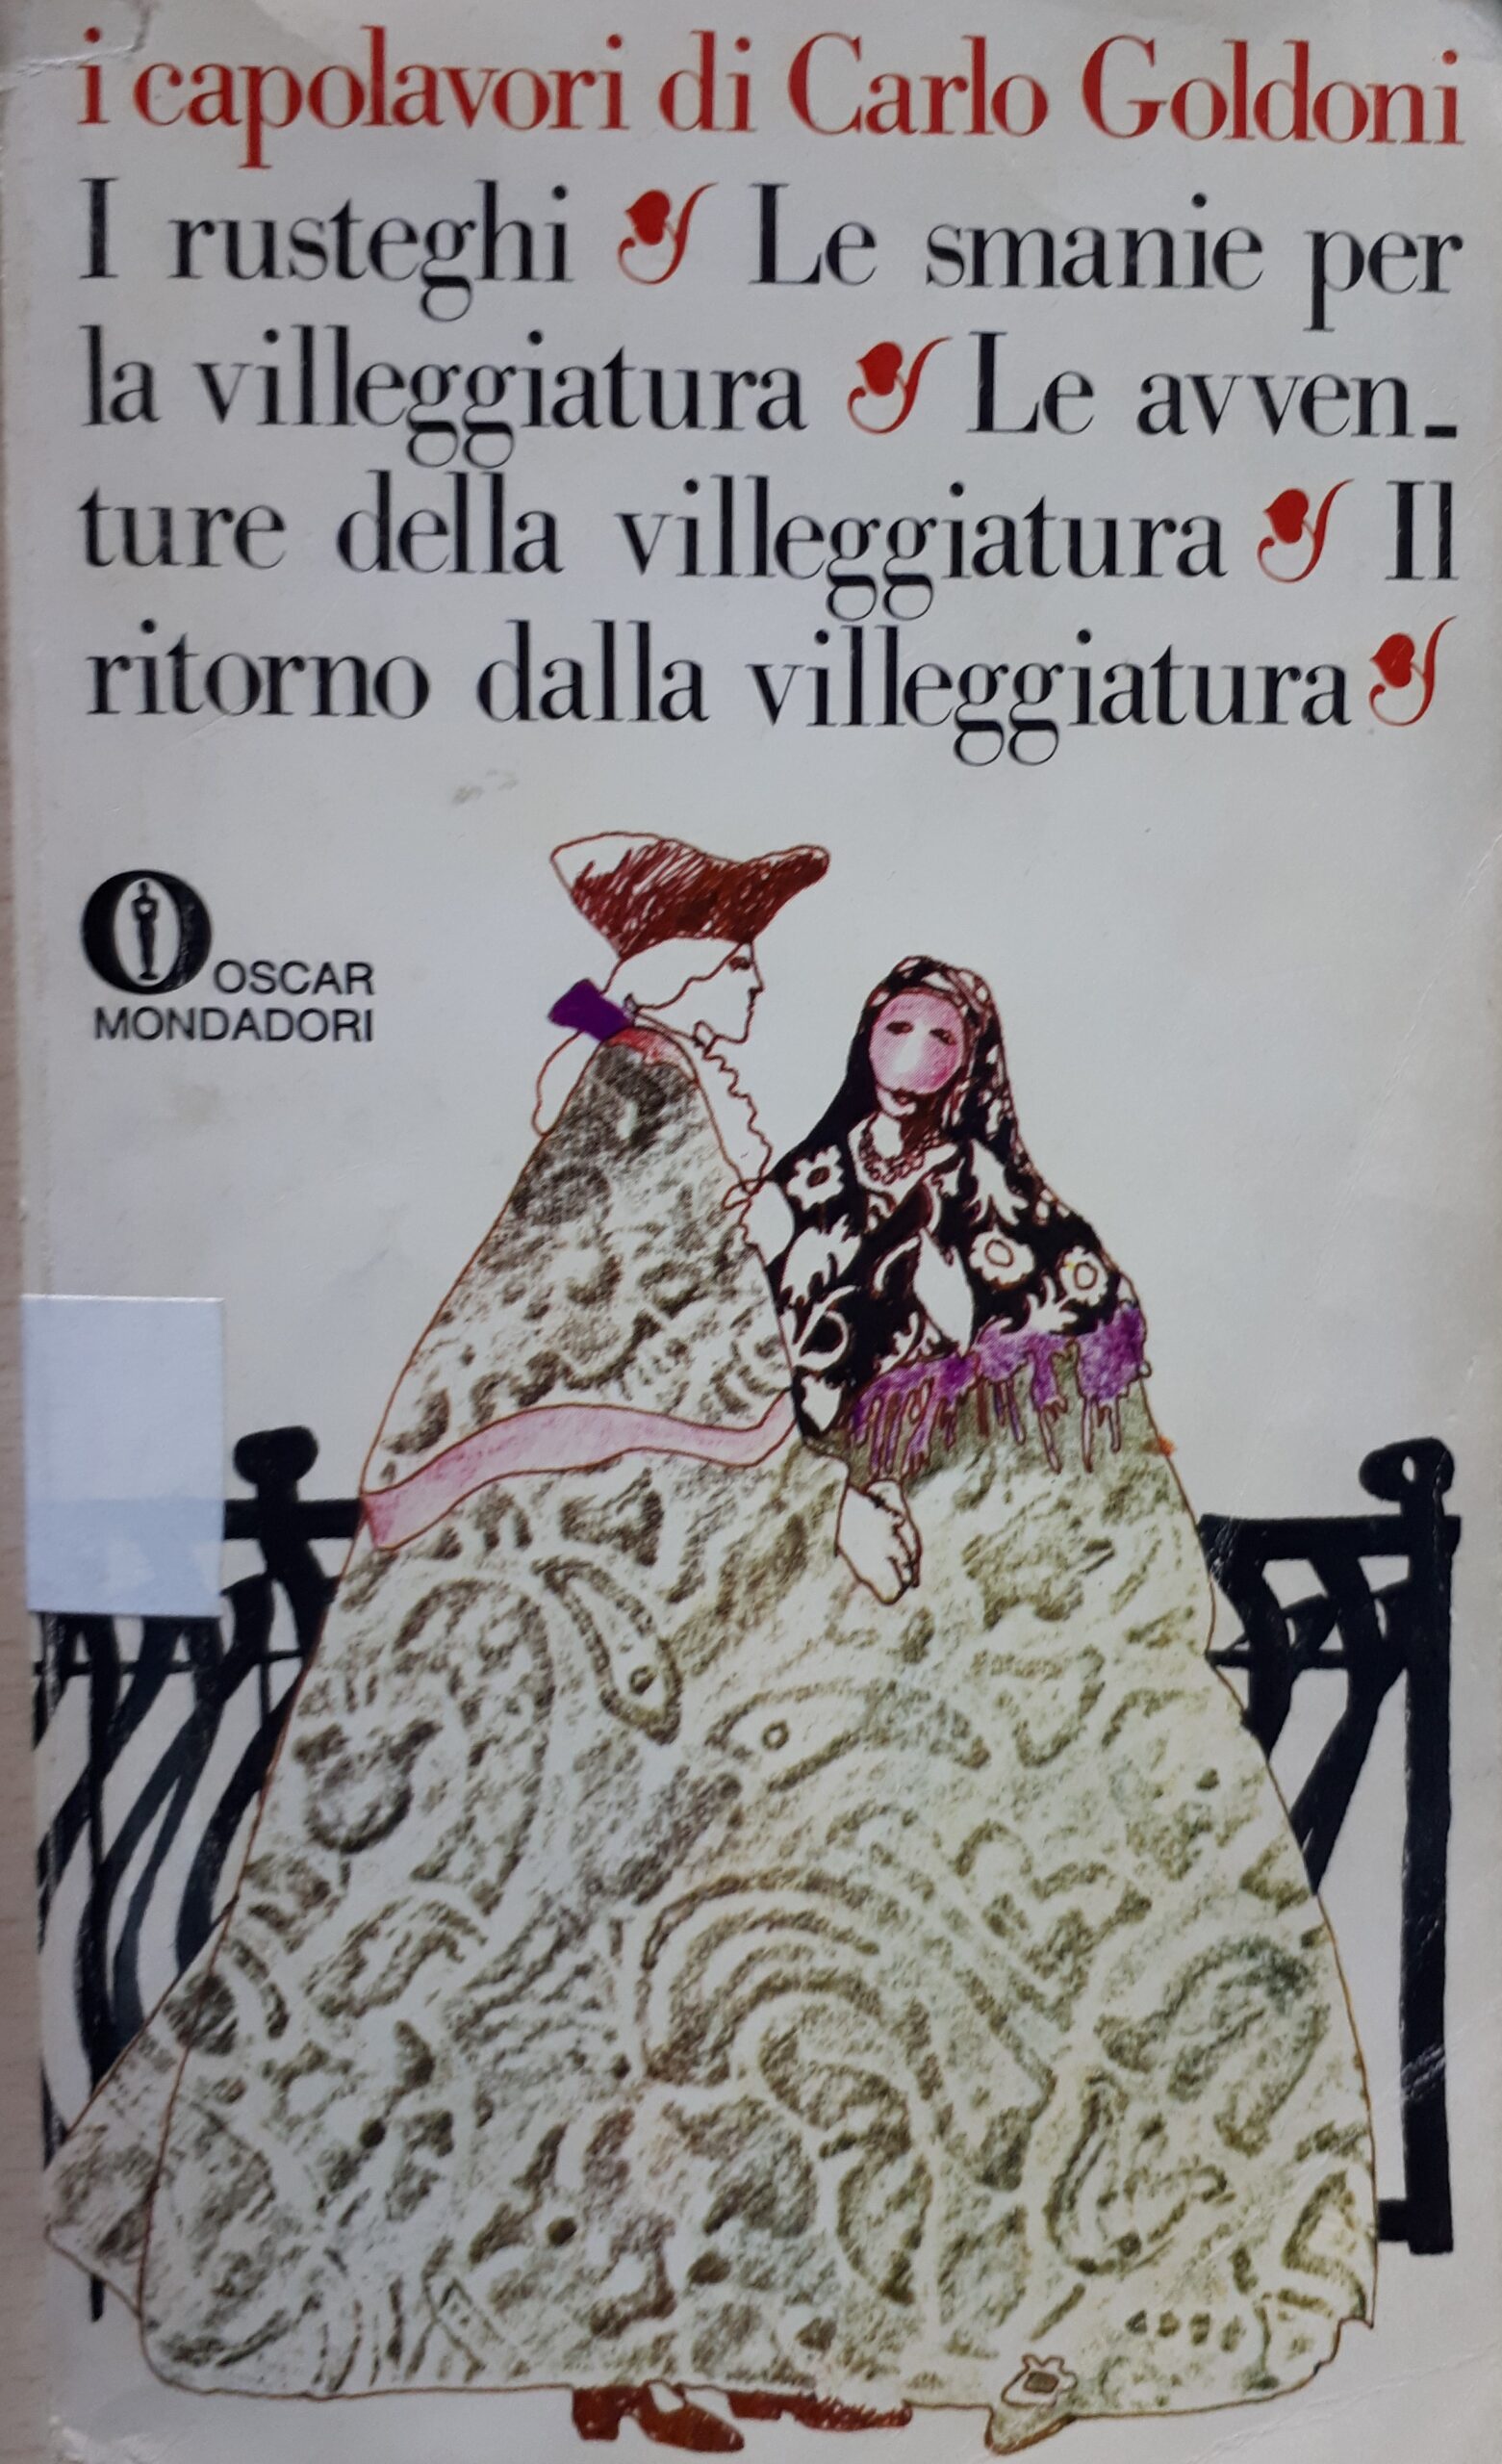 i capolavori di Carlo Goldoni
I rusteghi Le smanie per
la villeggiatura Le avven-
ture della villeggiatura Il
ritorno dalla villeggiatura
OSCAR
MONDADORI